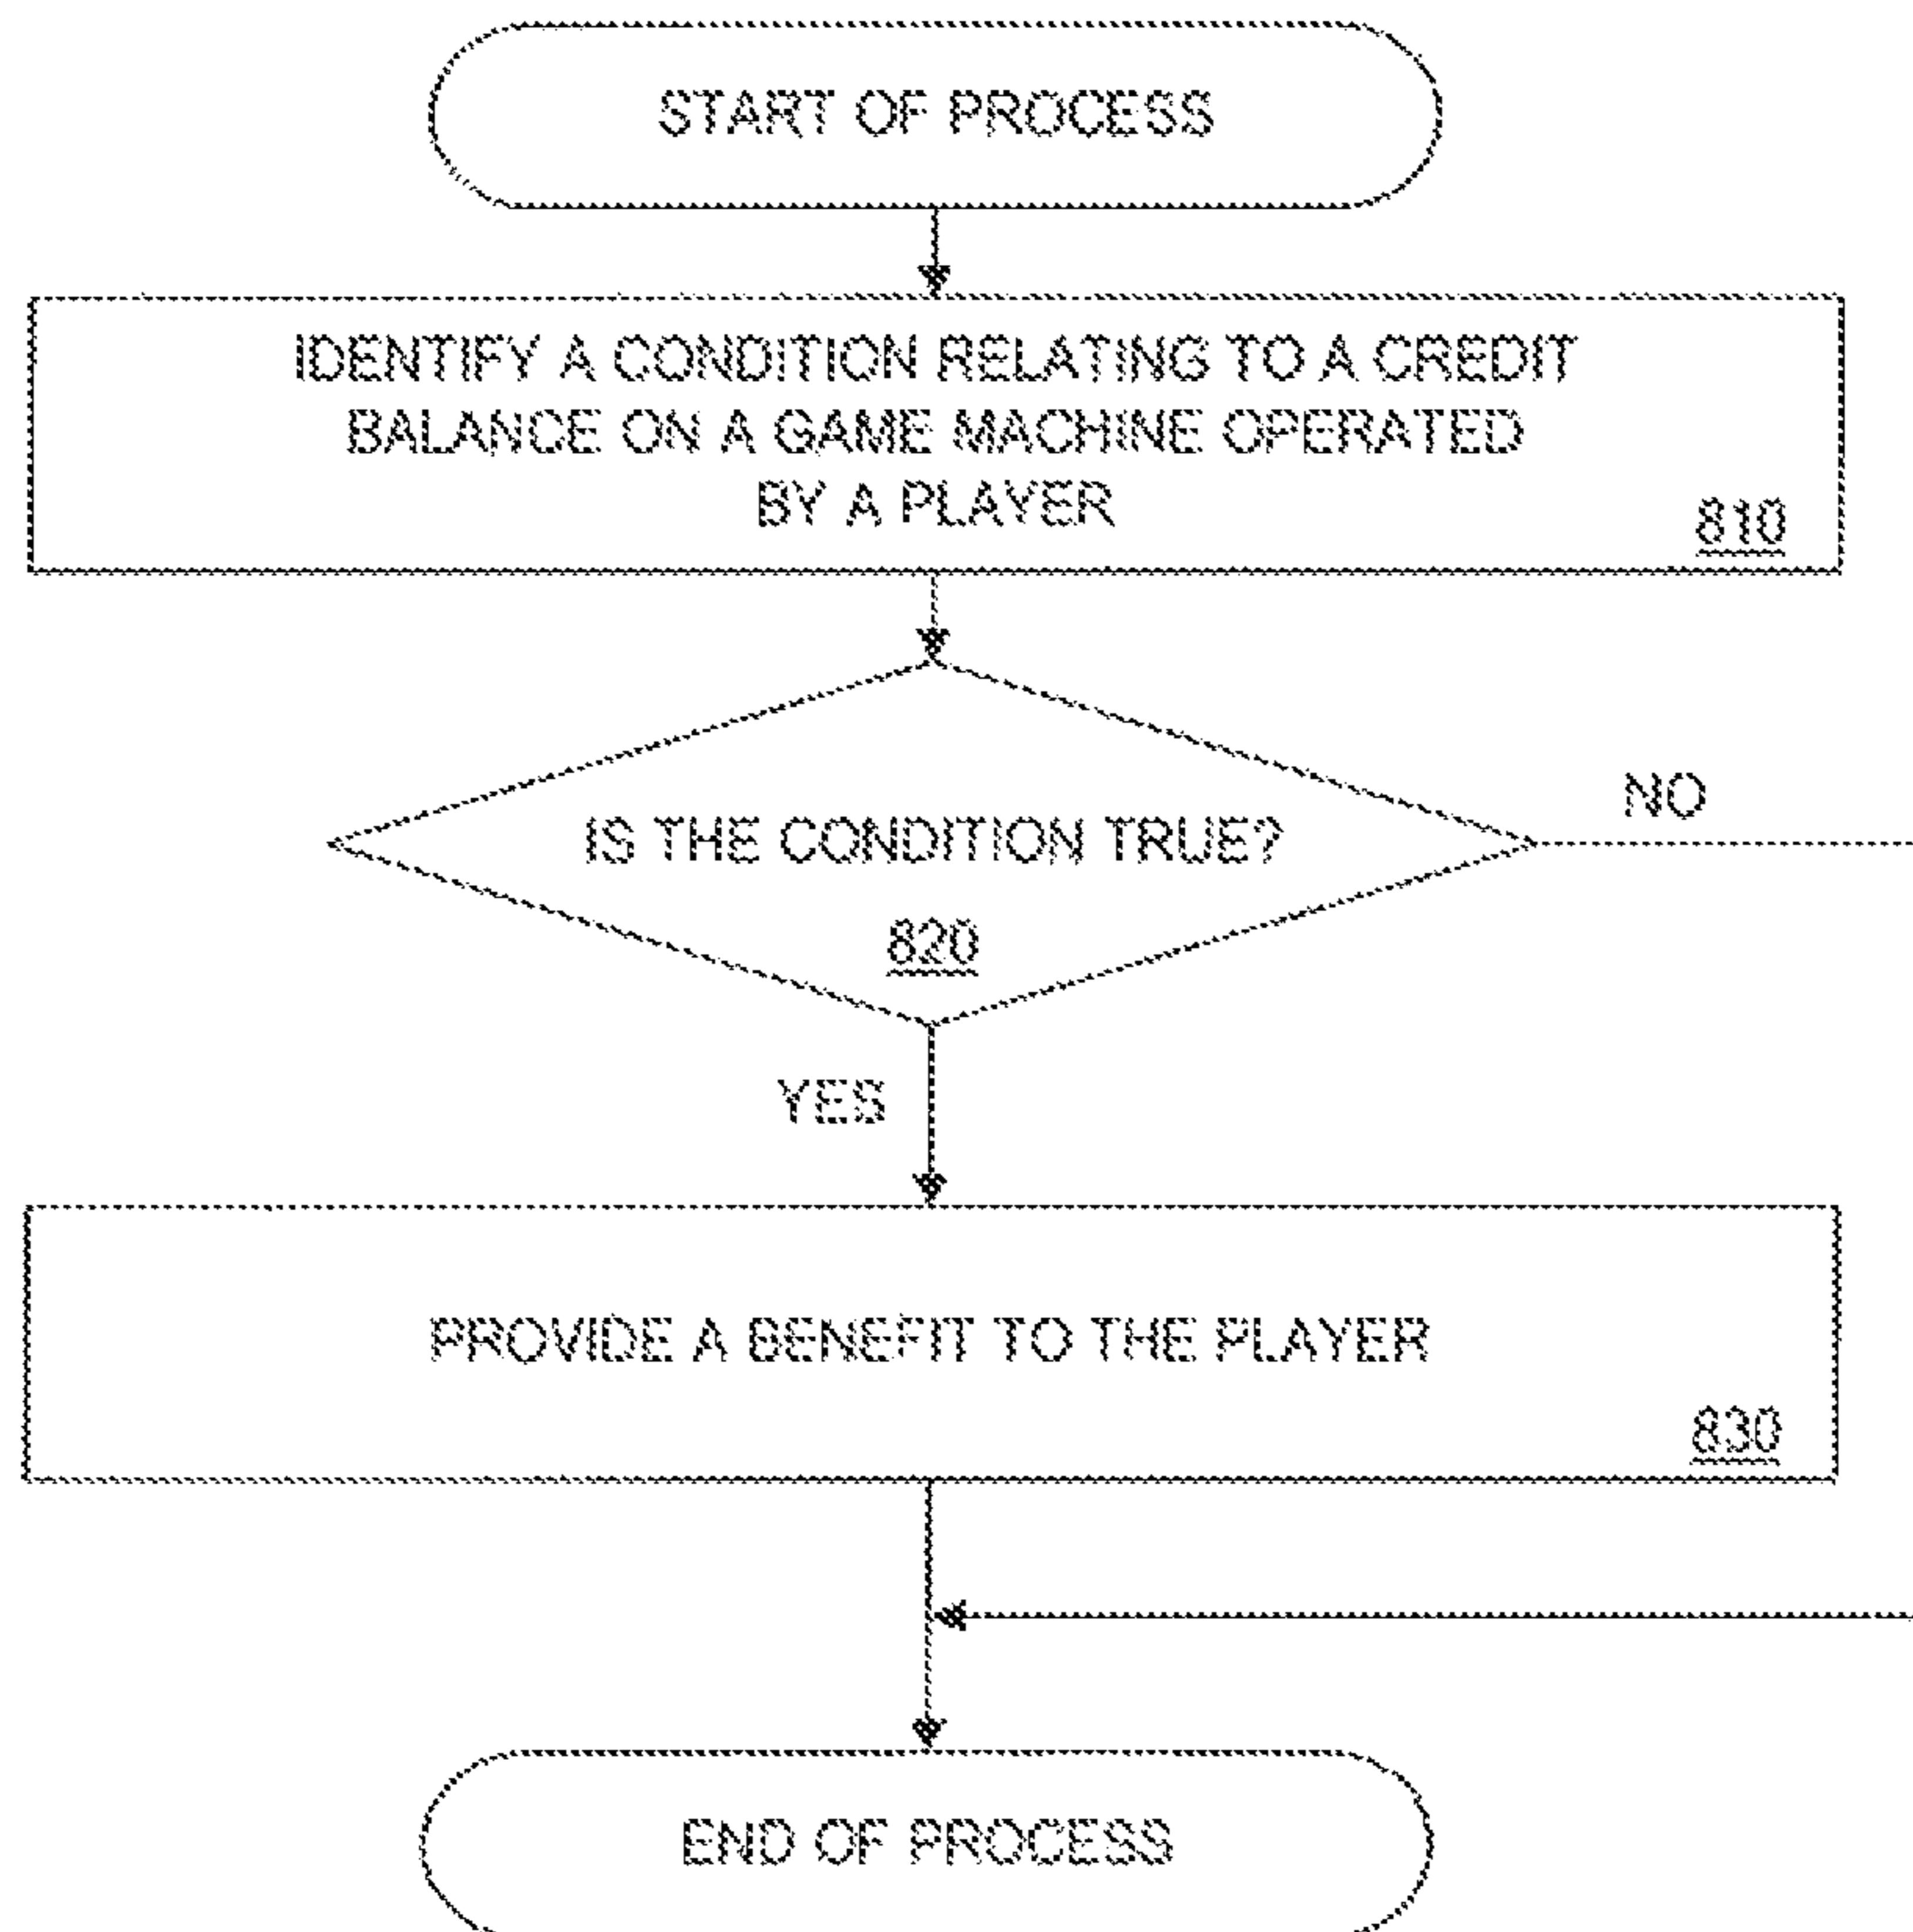 START OF PROCESS
IDENTIFY A CONDITION RELATING TO A CREDIT
BALANCE ON A GAME MACHINE OPERATED
BY A PLAYER
810
IS THE CONDITION TRUE?
820
NO
YES
PROVIDE A BENEFIT TO THE PLAYER
830
END OF PROCESS